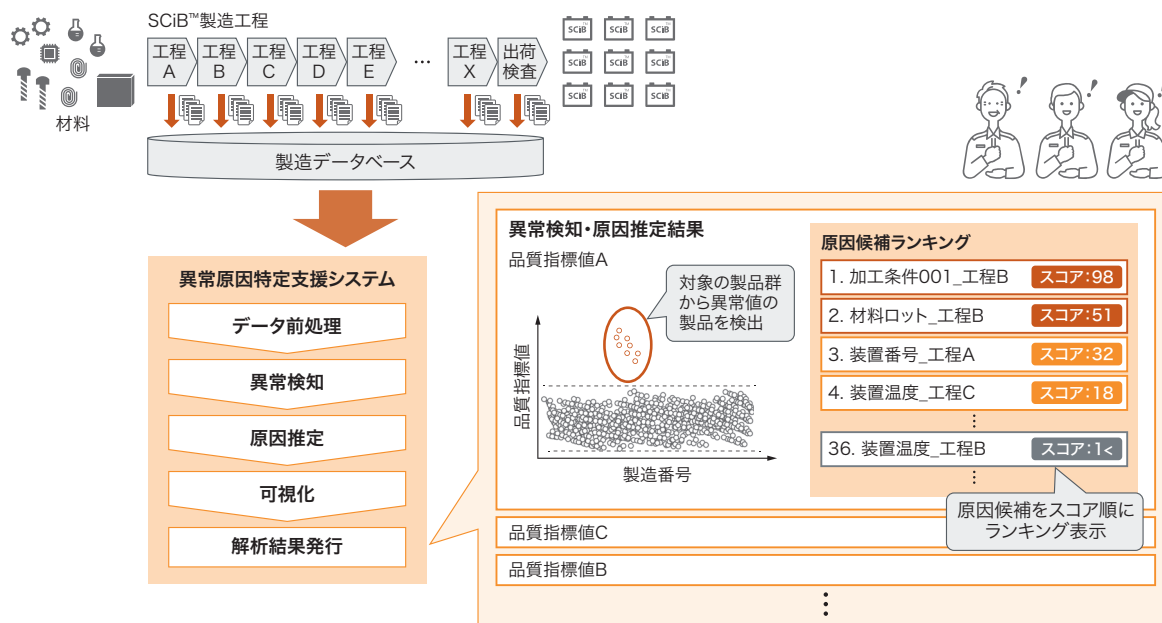 SCiB™製造工程
工程
A
工程
B
工程
C
工程
D
工程
E
…
工程
X
出荷
検査
SCiB™
SCiB™
SCiB™
SCiB™
SCiB™
SCiB™
SCiB™
SCiB™
SCiB™
材料
製造データベース
異常原因特定支援システム
データ前処理
異常検知
原因推定
可視化
解析結果発行
異常検知・原因推定結果
品質指標値A
対象の製品群
から異常値の
製品を検出
品質指標値
製造番号
原因候補ランキング
1. 加工条件001_工程B スコア：98
2. 材料ロット_工程B スコア：51
3. 装置番号_工程A スコア：32
4. 装置温度_工程C スコア：18
⋮
36. 装置温度_工程B スコア：1<
⋮
原因候補をスコア順に
ランキング表示
品質指標値C
品質指標値B
⋮